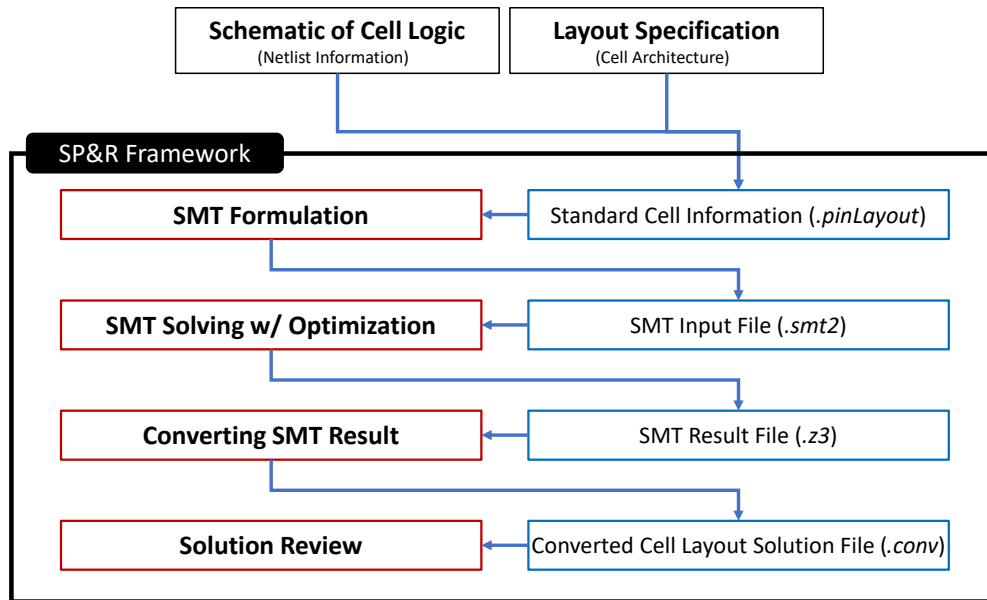 Schematic of Cell Logic
(Netlist Information)
Layout Specification
(Cell Architecture)
SP&R Framework
SMT Formulation
Standard Cell Information (.pinLayout)
SMT Solving w/ Optimization
SMT Input File (.smt2)
Converting SMT Result
SMT Result File (.z3)
Solution Review
Converted Cell Layout Solution File (.conv)